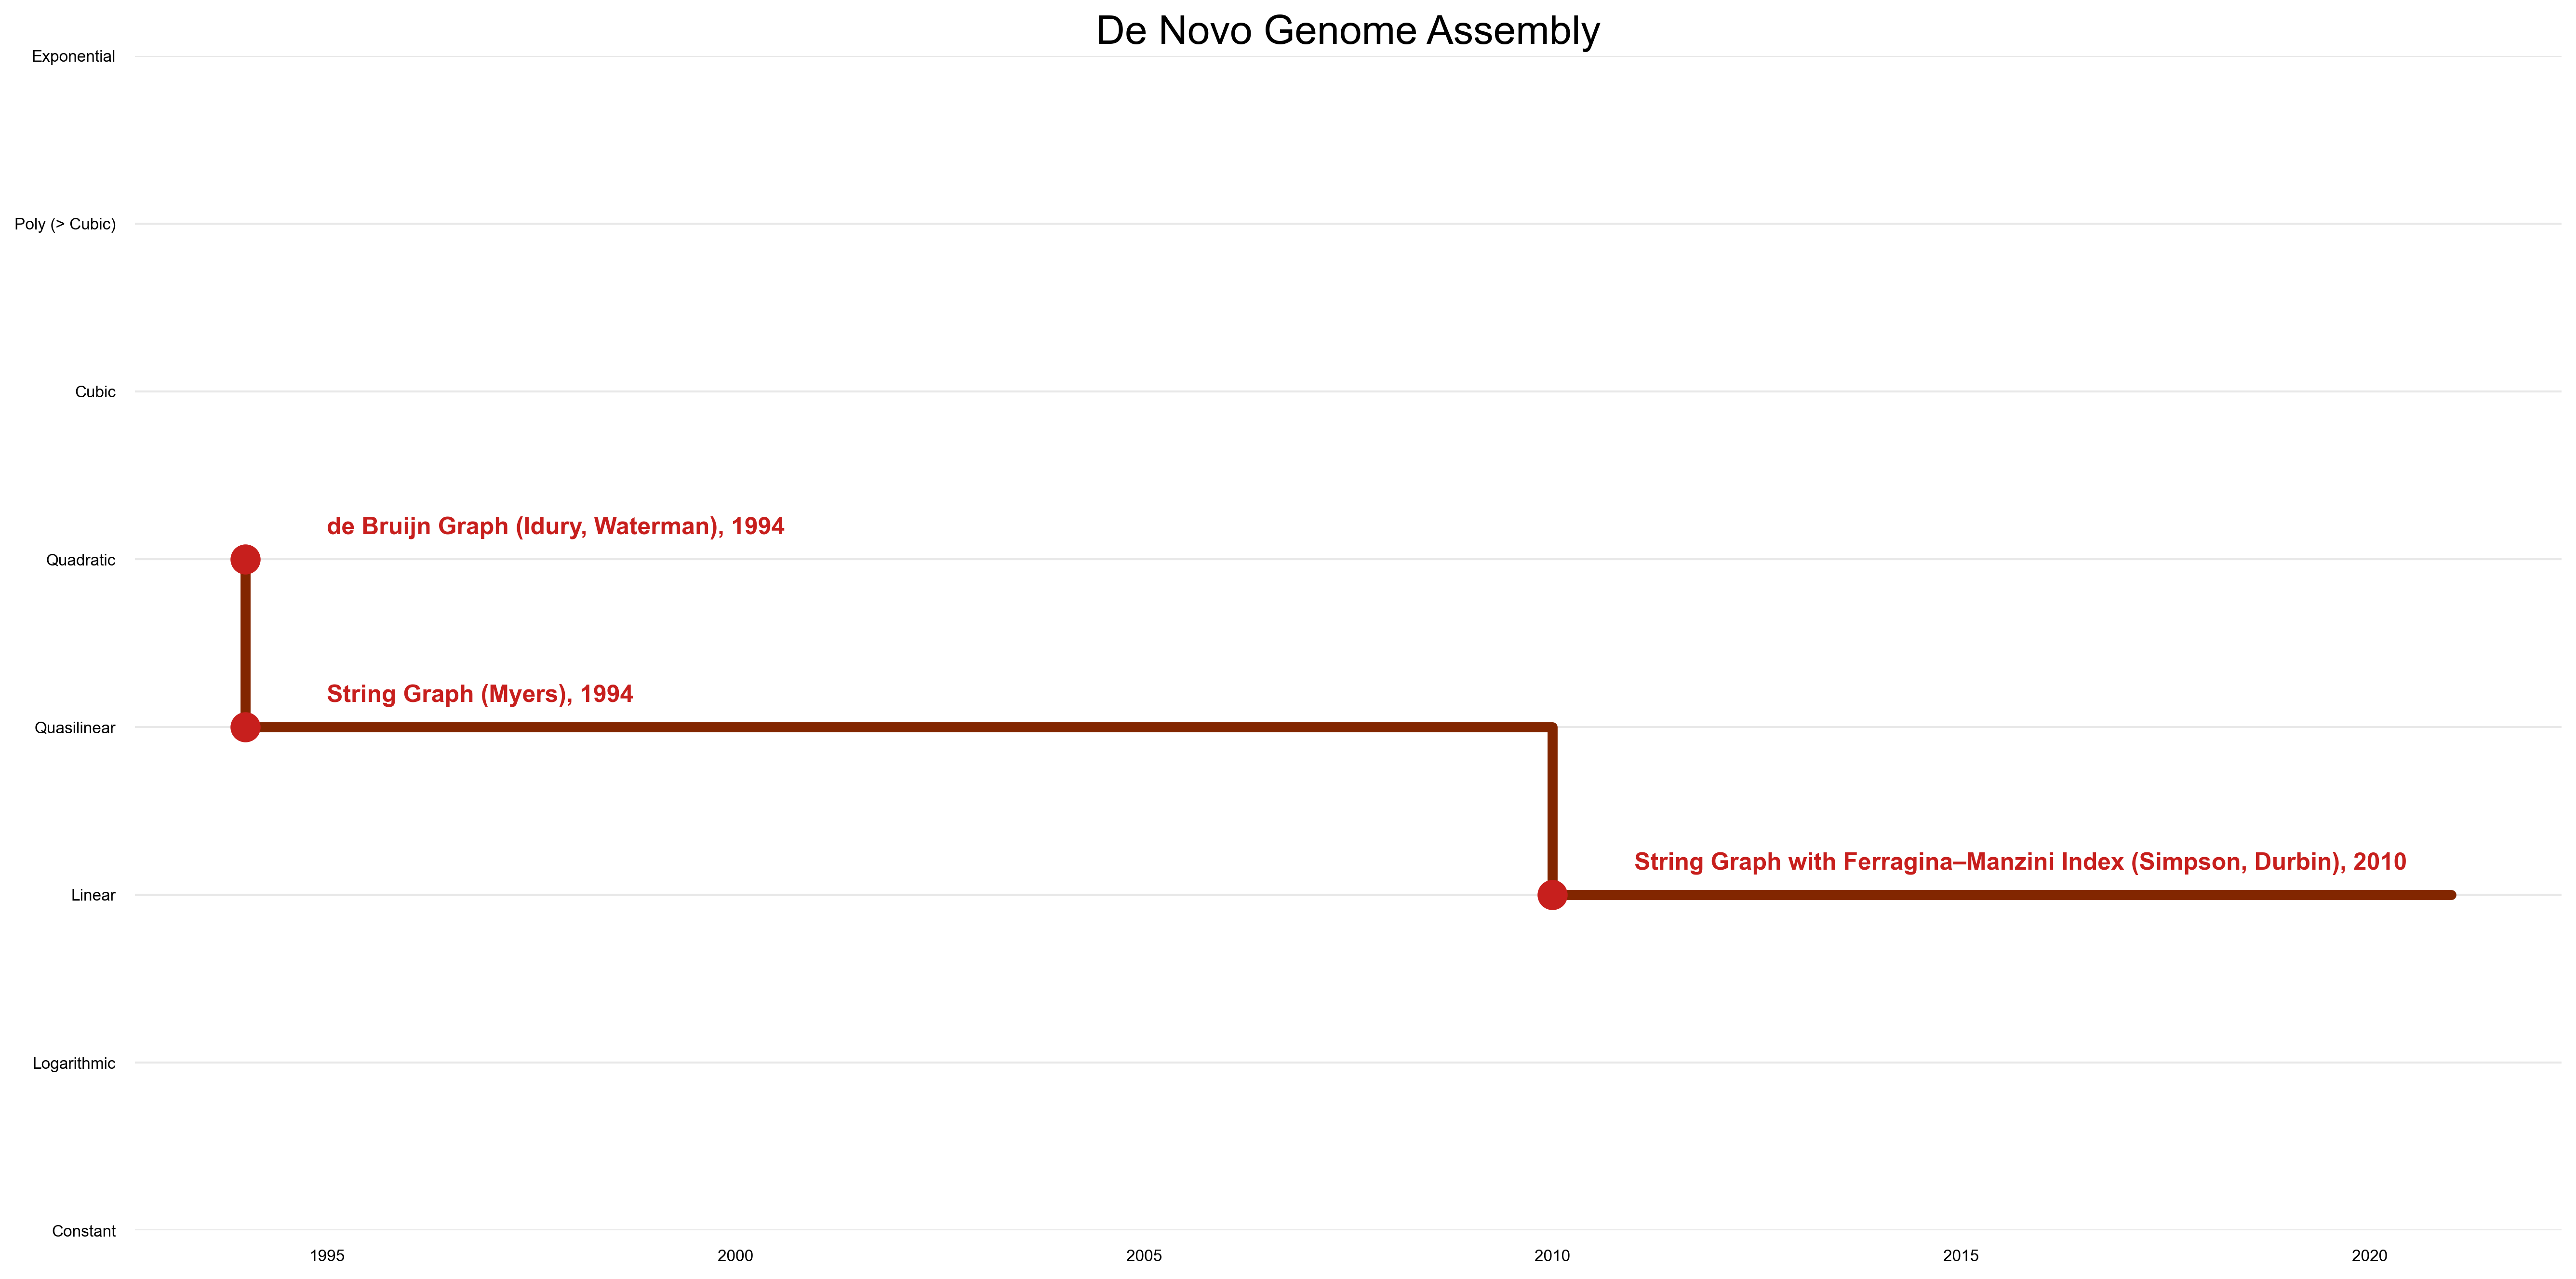 De Novo Genome Assembly
Exponential
Poly (> Cubic)
Cubic
de Bruijn Graph (Idury, Waterman), 1994
Quadratic
String Graph (Myers), 1994
Quasilinear
String Graph with Ferragina–Manzini Index (Simpson, Durbin), 2010
Linear
Logarithmic
Constant
1995 2000 2005 2010 2015 2020